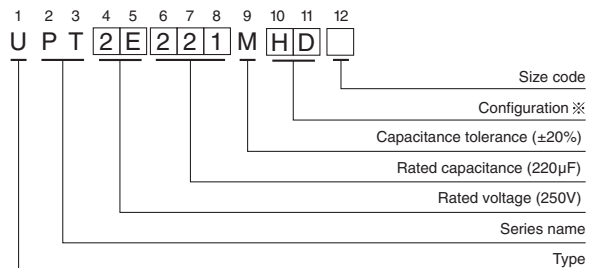 1 2 3 4 5 6 7 8 9 10 11 12
U P T 2 E 2 2 1 M H D
Size code
Configuration ※
Capacitance tolerance (±20%)
Rated capacitance (220µF)
Rated voltage (250V)
Series name
Type